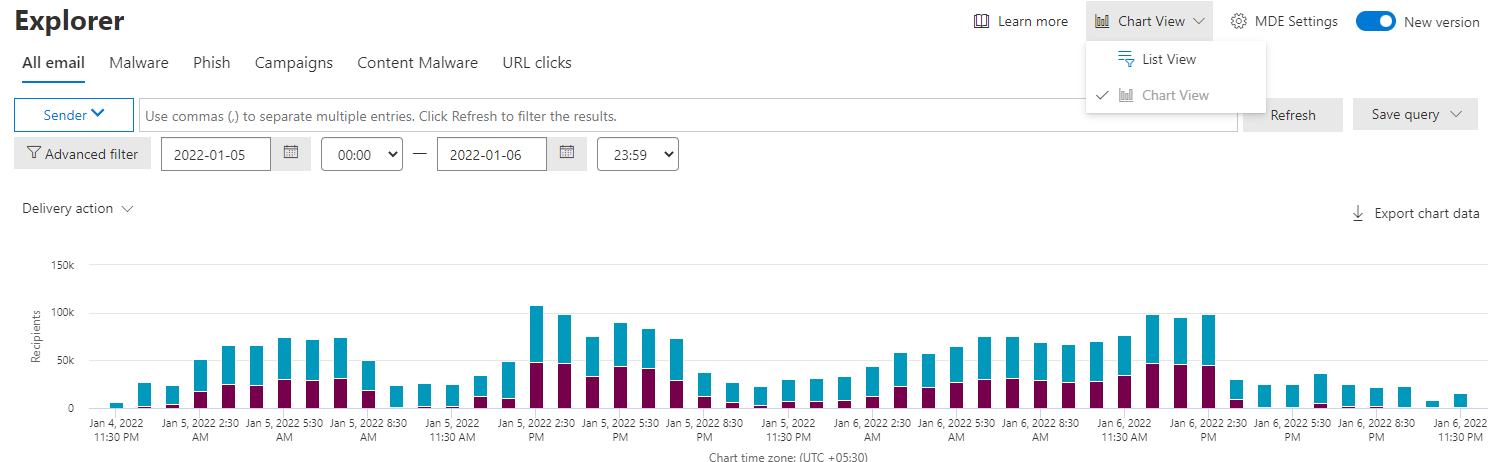 Explorer
Learn more
Chart View
MDE Settings
New version
List View
Chart View
All email
Malware
Phish
Campaigns
Content Malware
URL clicks
Sender
Use commas (,) to separate multiple entries. Click Refresh to filter the results.
Refresh
Save query
Advanced filter
2022-01-05
00:00
—
2022-01-06
23:59
Delivery action
Export chart data
150k
100k
50k
0
Recipients
Jan 4, 2022
11:30 PM
Jan 5, 2022 2:30
AM
Jan 5, 2022 5:30
AM
Jan 5, 2022 8:30
AM
Jan 5, 2022
11:30 AM
Jan 5, 2022 2:30
PM
Jan 5, 2022 5:30
PM
Jan 5, 2022 8:30
PM
Jan 5, 2022
11:30 PM
Jan 6, 2022 2:30
AM
Jan 6, 2022 5:30
AM
Jan 6, 2022 8:30
AM
Jan 6, 2022
11:30 AM
Jan 6, 2022 2:30
PM
Jan 6, 2022 5:30
PM
Jan 6, 2022 8:30
PM
Jan 6, 2022
11:30 PM
Chart time zone: (UTC +05:30)